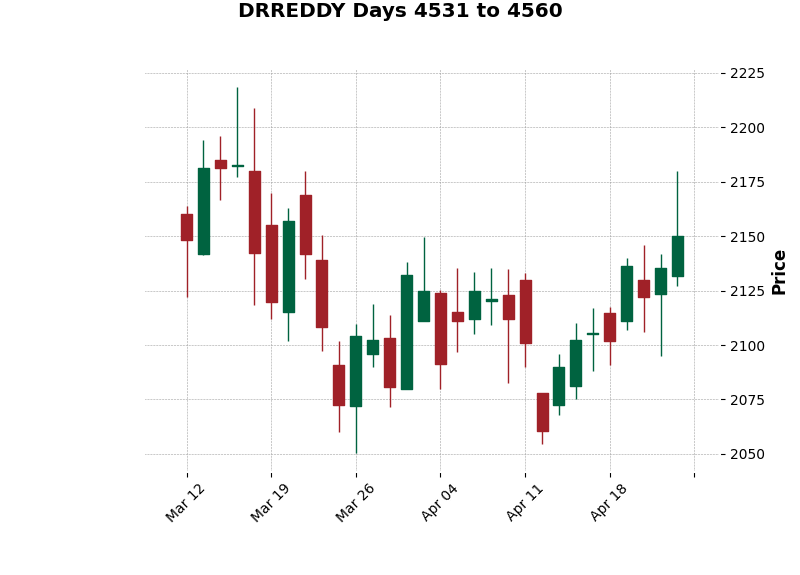 DRREDDY Days 4531 to 4560
2225
2200
2175
2150
2125
2100
2075
2050
Price
Mar 12
Mar 19
Mar 26
Apr 04
Apr 11
Apr 18